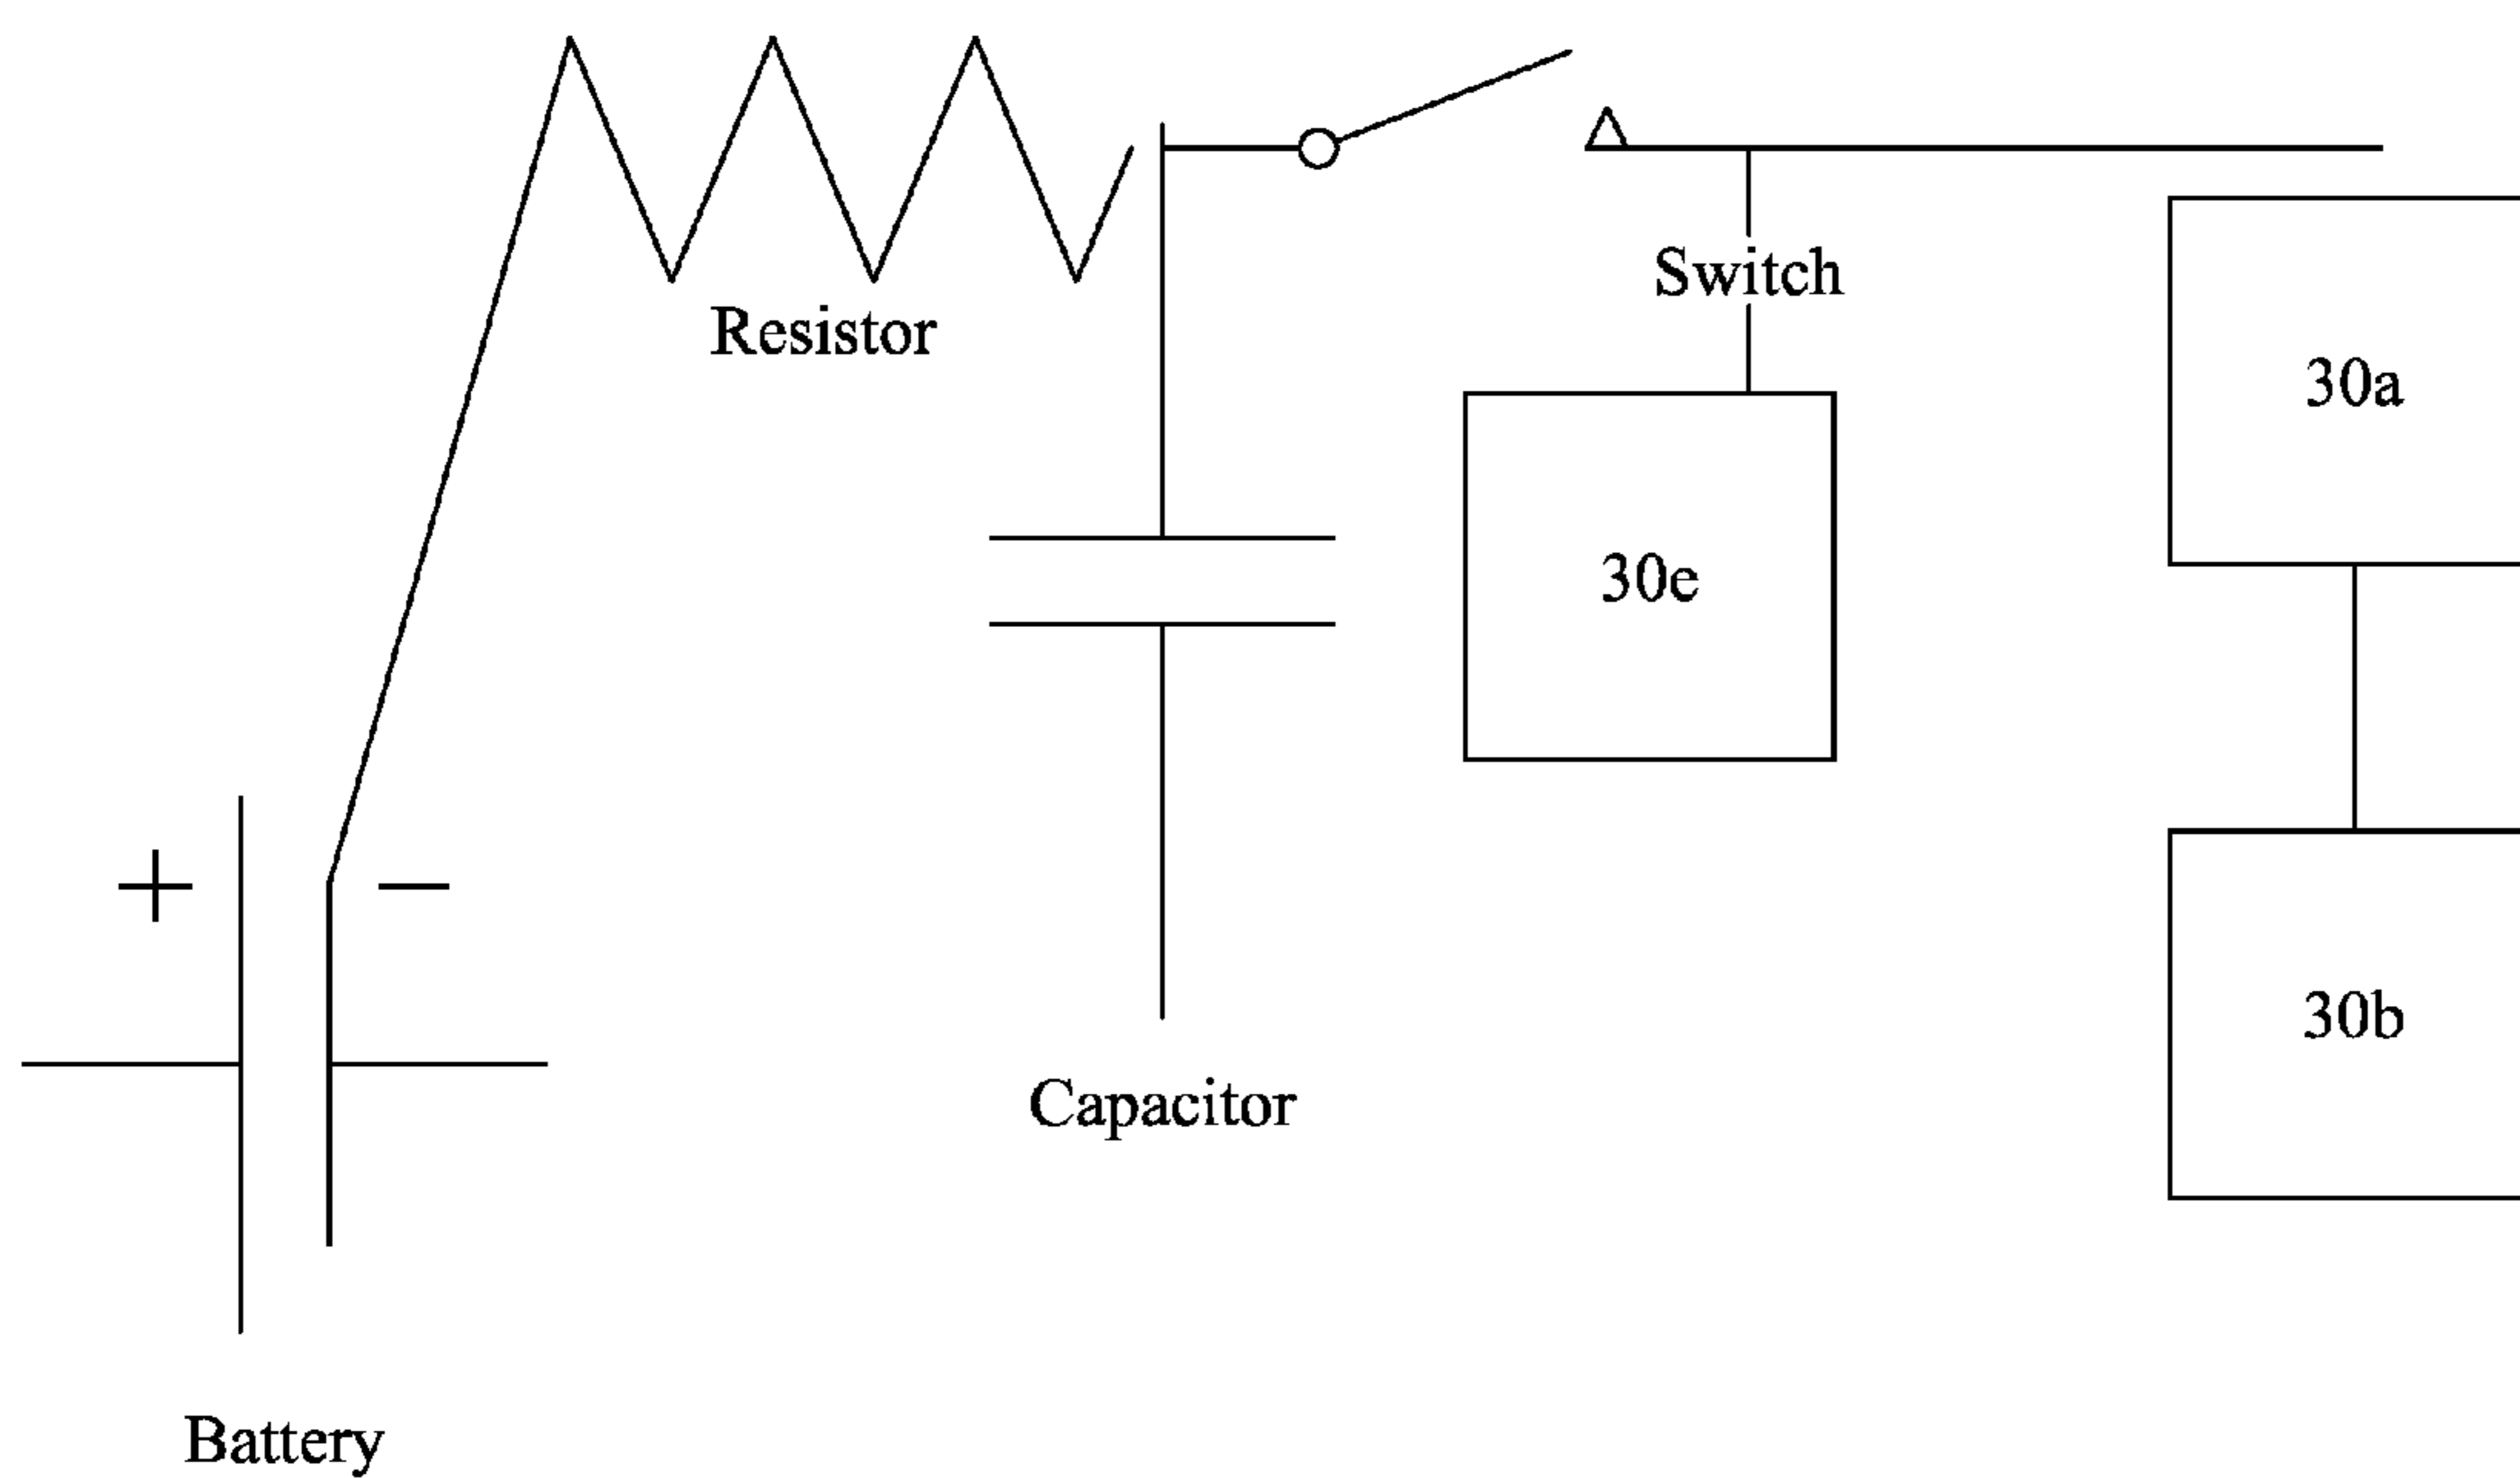 Switch
Resistor
30a
30e
+ −
30b
Capacitor
Battery